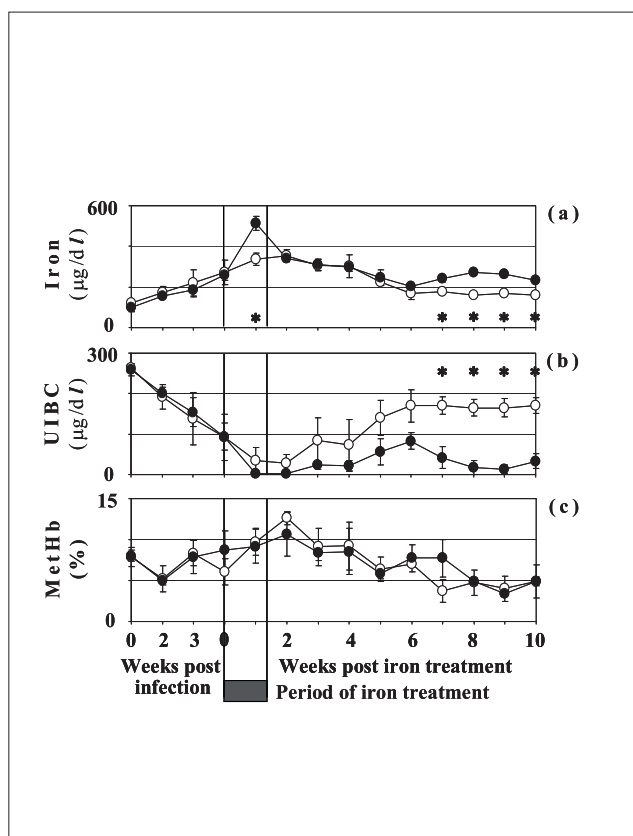 600
(a)
Iron
(µg/dl)
0
* * * * *
300
(b)
* * * *
UIBC
(µg/dl)
0
15
(c)
MetHb
(%)
0
0 2 3 0 2 4 6 8 10
Weeks post
infection
Weeks post iron treatment
Period of iron treatment